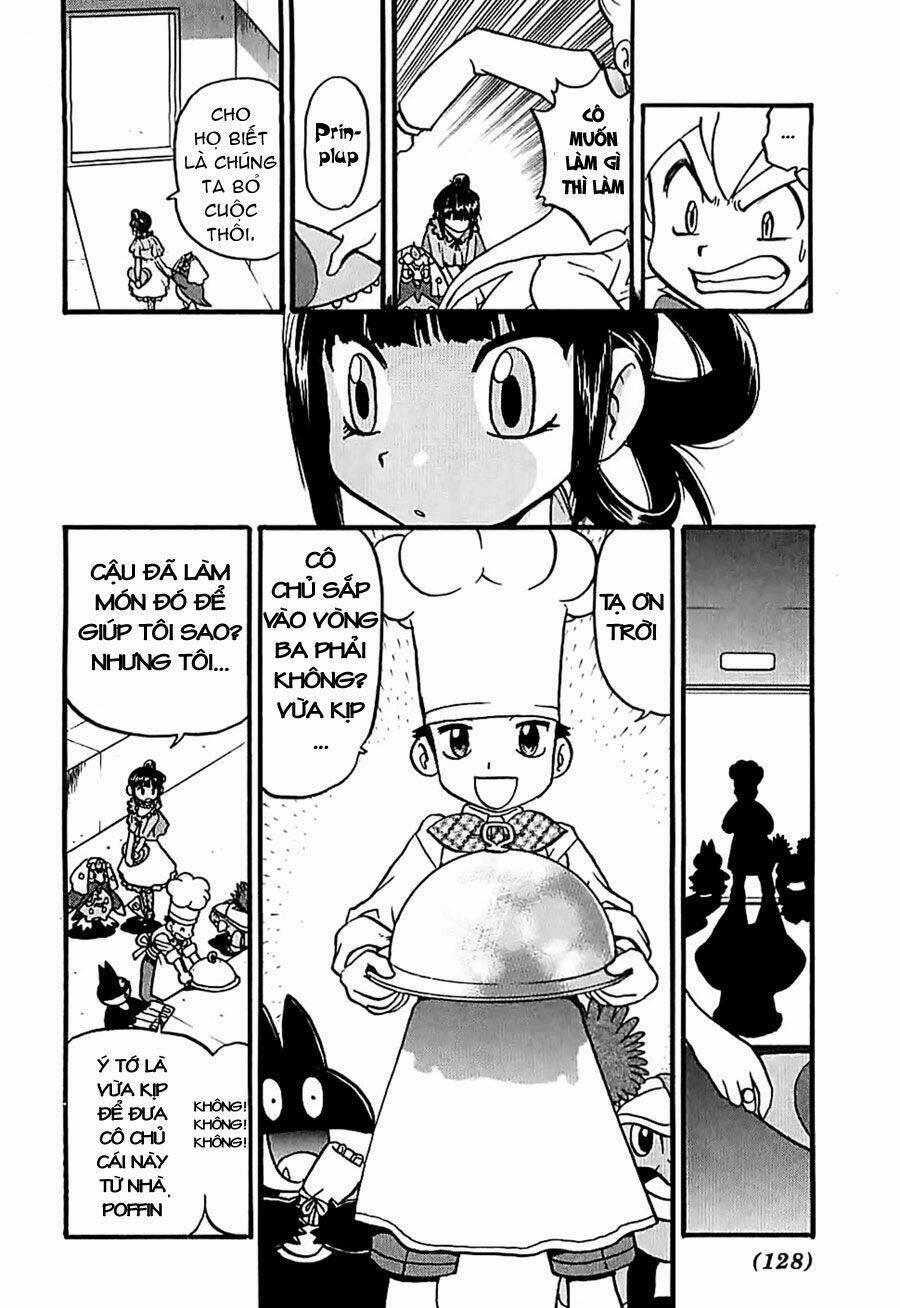 ...
CÔ
MUỐN
LÀM GÌ
THÌ LÀM
Prin-
plup
CHO
HỌ BIẾT
LÀ CHÚNG
TA BỎ
CUỘC
THÔI.
TẠ ƠN
TRỜI
CÔ
CHỦ SẮP
VÀO VÒNG
BA PHẢI
KHÔNG?
VỪA KỊP
...
CẬU ĐÃ LÀM
MÓN ĐÓ ĐỂ
GIÚP TÔI SAO?
NHƯNG TÔI...
KHÔNG!
KHÔNG!
KHÔNG!
Ý TỚ LÀ
VỪA KỊP
ĐỂ ĐƯA
CÔ CHỦ
CÁI NÀY
TỪ NHÀ
POFFIN
(128)